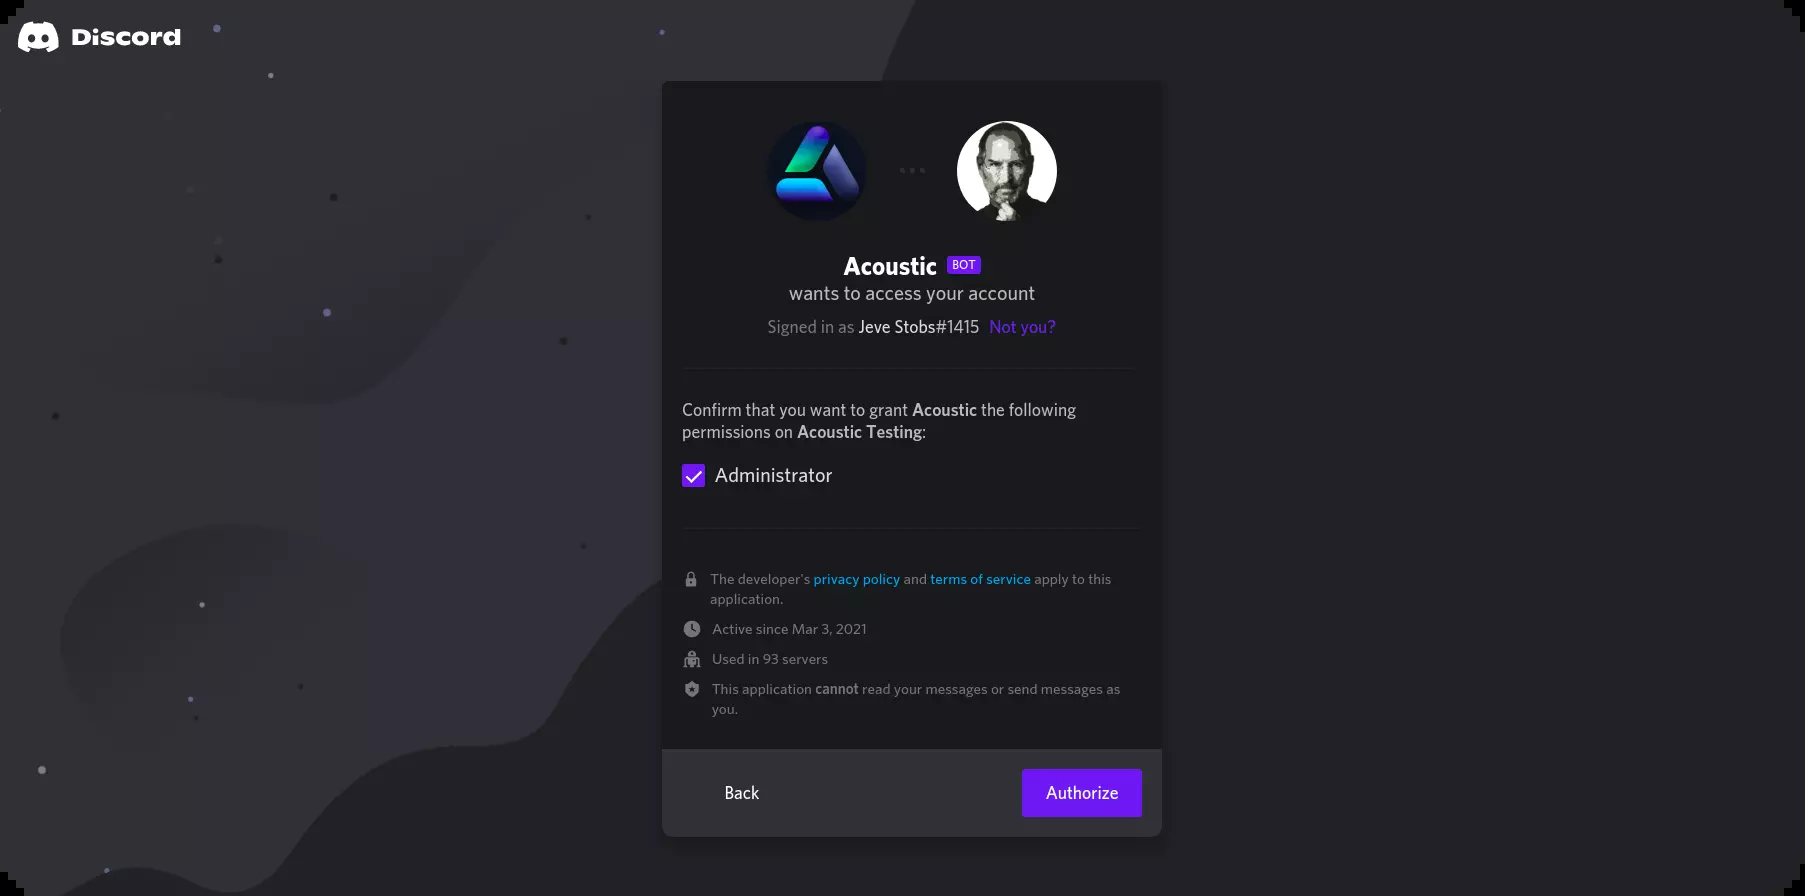 Discord
Acoustic BOT
wants to access your account
Signed in as Jeve Stobs#1415 Not you?
Confirm that you want to grant Acoustic the following
permissions on Acoustic Testing:
Administrator
The developer's privacy policy and terms of service apply to this
application.
Active since Mar 3, 2021
Used in 93 servers
This application cannot read your messages or send messages as
you.
Back
Authorize